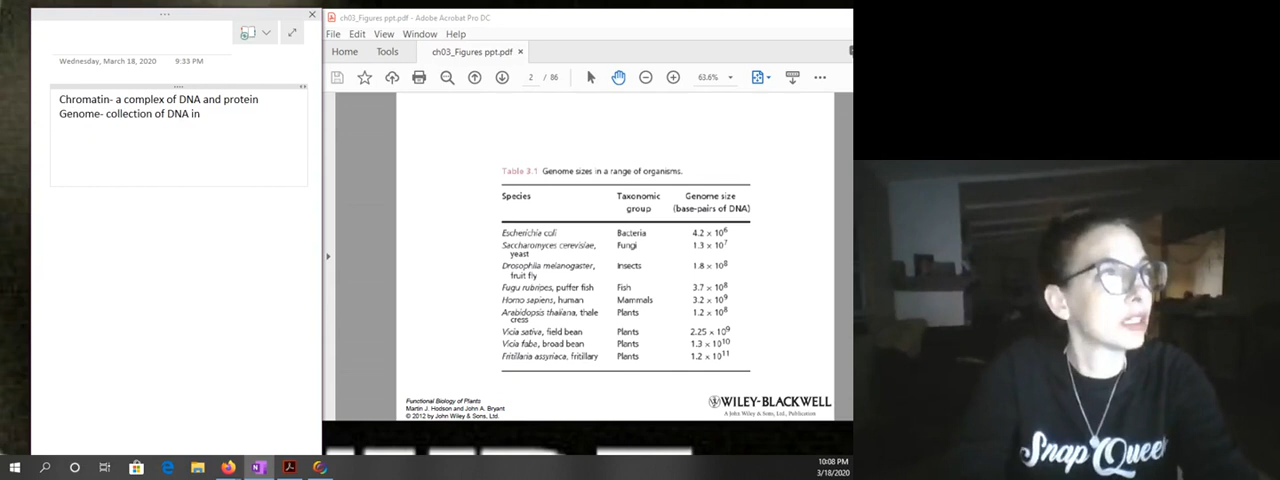 ch03_Figures ppt.pdf - Adobe Acrobat Pro DC
File Edit View Window Help
Home Tools ch03_Figures ppt.pdf ×
2 / 86 63.6%
Wednesday, March 18, 2020 9:33 PM
Chromatin- a complex of DNA and protein
Genome- collection of DNA in
Table 3.1 Genome sizes in a range of organisms.
Species Taxonomic group Genome size (base-pairs of DNA)
Escherichia coli Bacteria 4.2 × 10⁶
Saccharomyces cerevisiae, yeast Fungi 1.3 × 10⁷
Drosophila melanogaster, fruit fly Insects 1.8 × 10⁸
Fugu rubripes, puffer fish Fish 3.7 × 10⁸
Homo sapiens, human Mammals 3.2 × 10⁹
Arabidopsis thaliana, thale cress Plants 1.2 × 10⁸
Vicia sativa, field bean Plants 2.25 × 10⁹
Vicia faba, broad bean Plants 1.3 × 10¹⁰
Fritillaria assyriaca, fritillary Plants 1.2 × 10¹¹
Functional Biology of Plants
Martin J. Hodson and John A. Bryant
© 2012 by John Wiley & Sons, Ltd.
WILEY-BLACKWELL
A John Wiley & Sons, Ltd., Publication
Snap Queen
10:08 PM
3/18/2020